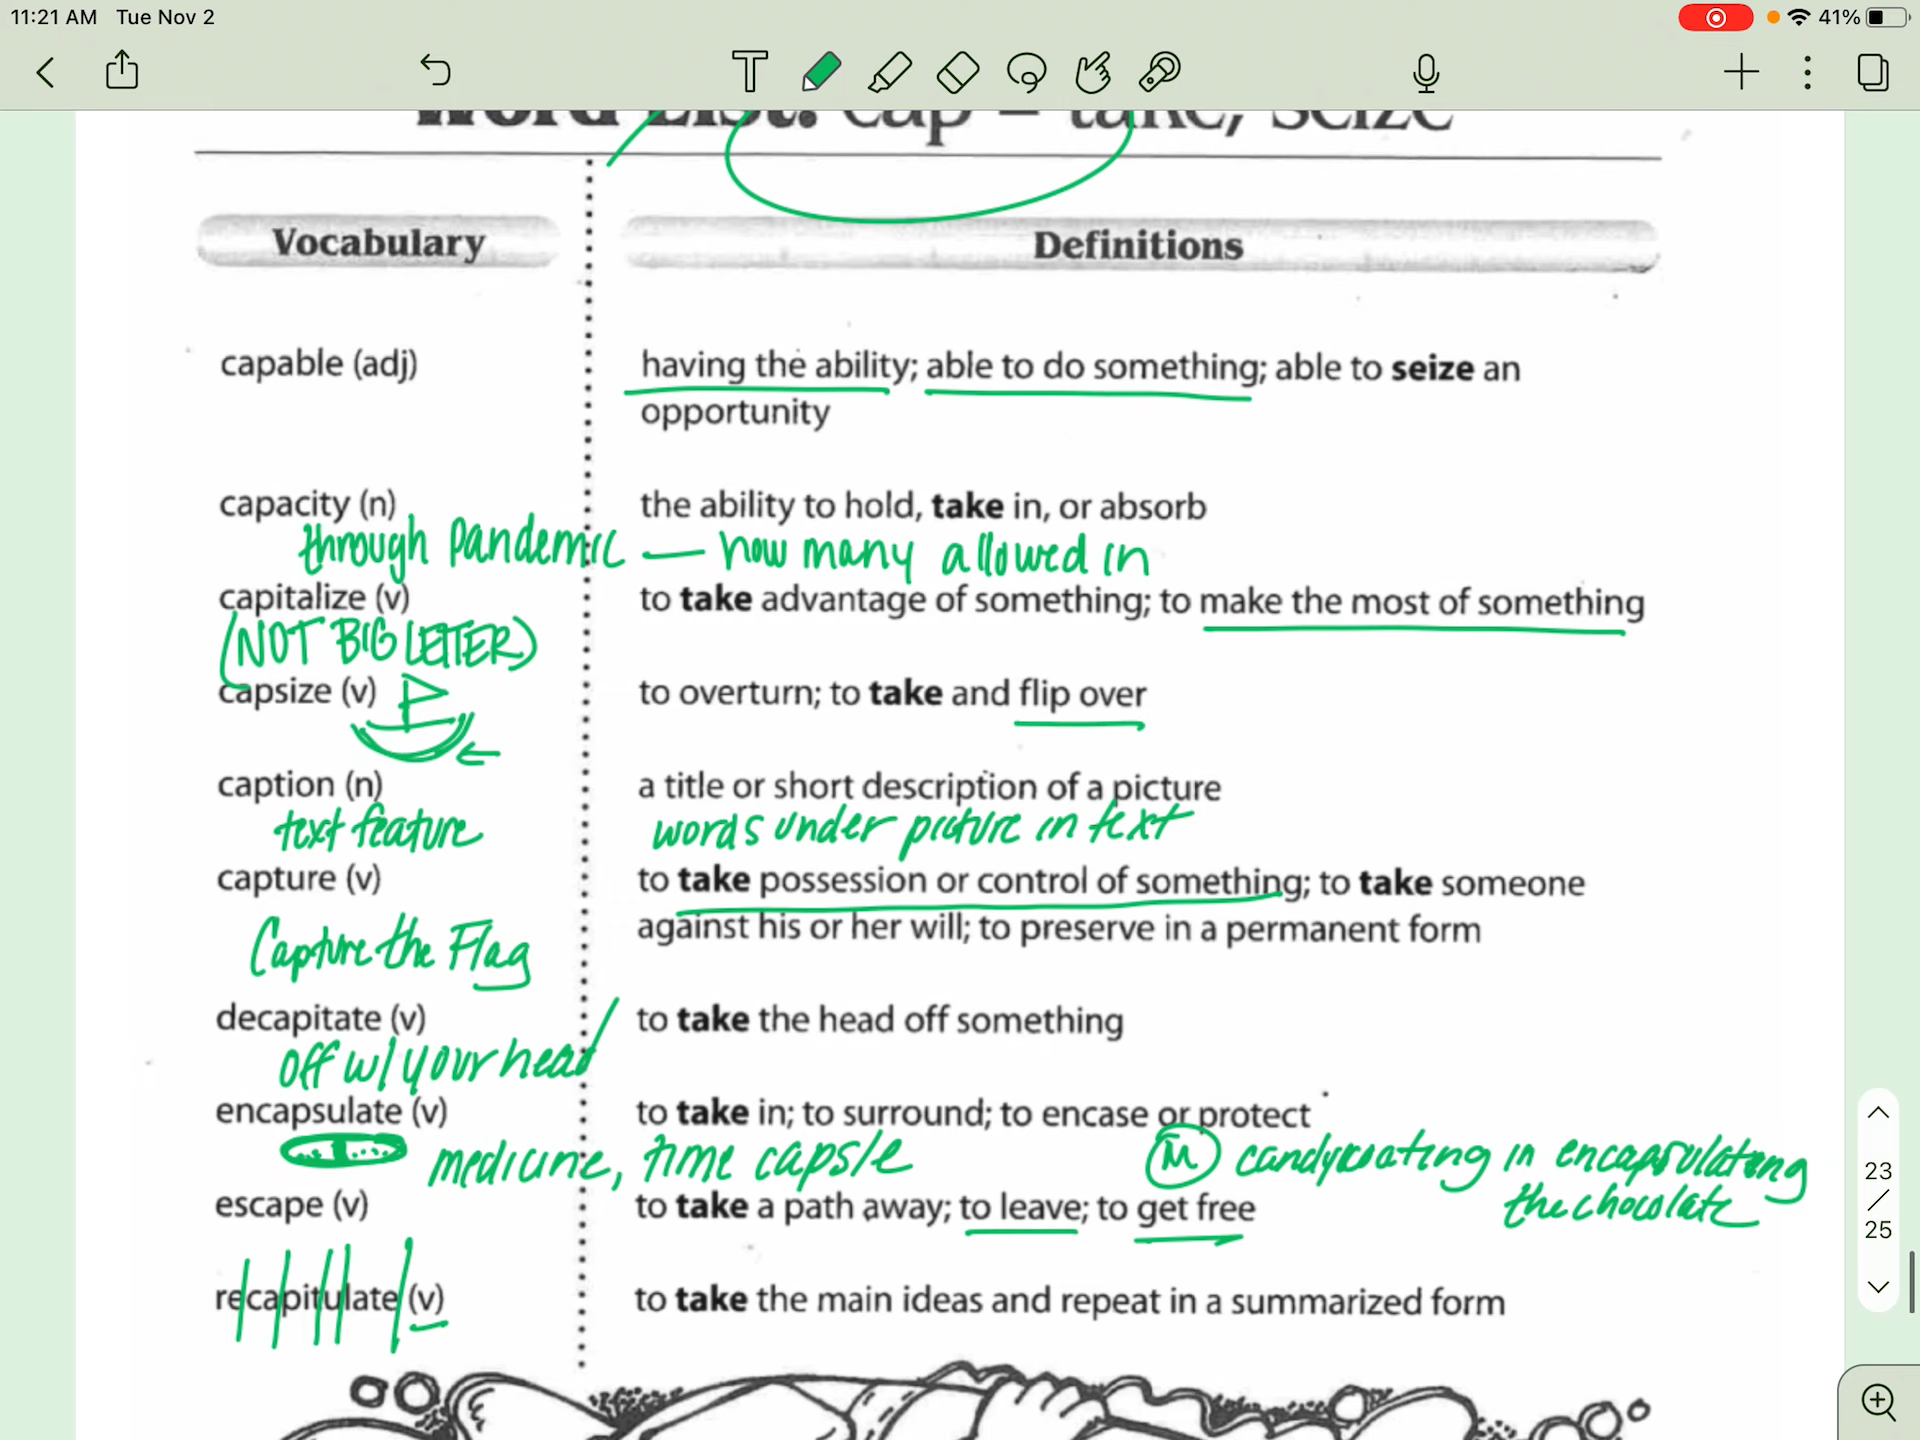 11:21 AM Tue Nov 2
41%
T
Word List: cap = take, seize
Vocabulary
Definitions
capable (adj)
having the ability; able to do something; able to seize an
opportunity
capacity (n)
the ability to hold, take in, or absorb
through Pandemic — how many allowed in
capitalize (v)
to take advantage of something; to make the most of something
(NOT BIG LETTER)
capsize (v)
to overturn; to take and flip over
caption (n)
a title or short description of a picture
text feature
words under picture in text
capture (v)
to take possession or control of something; to take someone
against his or her will; to preserve in a permanent form
Capture the Flag
decapitate (v)
to take the head off something
off w/ your head
encapsulate (v)
to take in; to surround; to encase or protect
medicine, time capsle
M candycoating in encapsulateng
the chocolate
escape (v)
to take a path away; to leave; to get free
recapitulate (v)
to take the main ideas and repeat in a summarized form
23
/
25